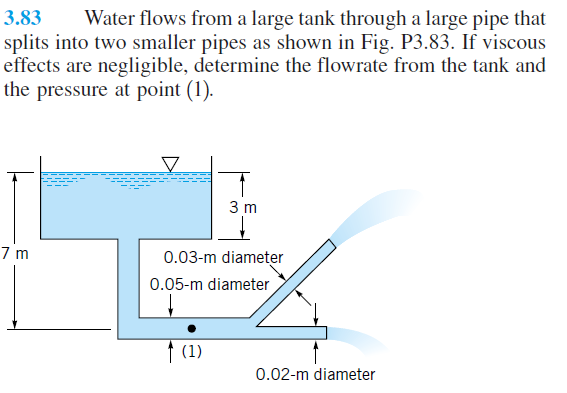 3.83 Water flows from a large tank through a large pipe that
splits into two smaller pipes as shown in Fig. P3.83. If viscous
effects are negligible, determine the flowrate from the tank and
the pressure at point (1).
3 m
7 m
0.03-m diameter
0.05-m diameter
(1)
0.02-m diameter